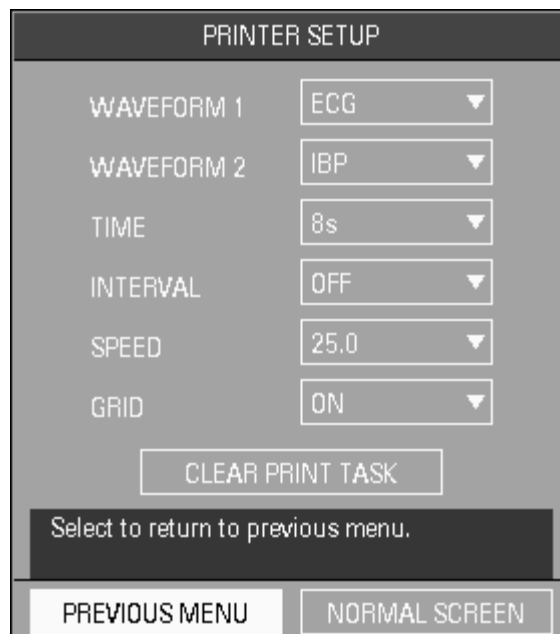 PRINTER SETUP
WAVEFORM 1 ECG
WAVEFORM 2 IBP
TIME 8s
INTERVAL OFF
SPEED 25.0
GRID ON
CLEAR PRINT TASK
Select to return to previous menu.
PREVIOUS MENU NORMAL SCREEN